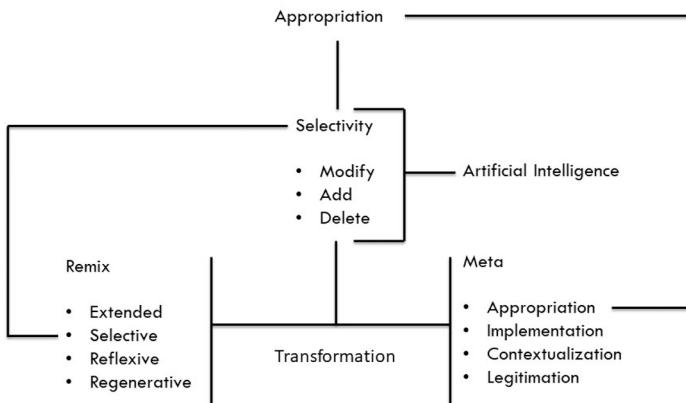 Appropriation
Selectivity
• Modify
• Add
• Delete
Artificial Intelligence
Remix
• Extended
• Selective
• Reflexive
• Regenerative
Transformation
Meta
• Appropriation
• Implementation
• Contextualization
• Legitimation